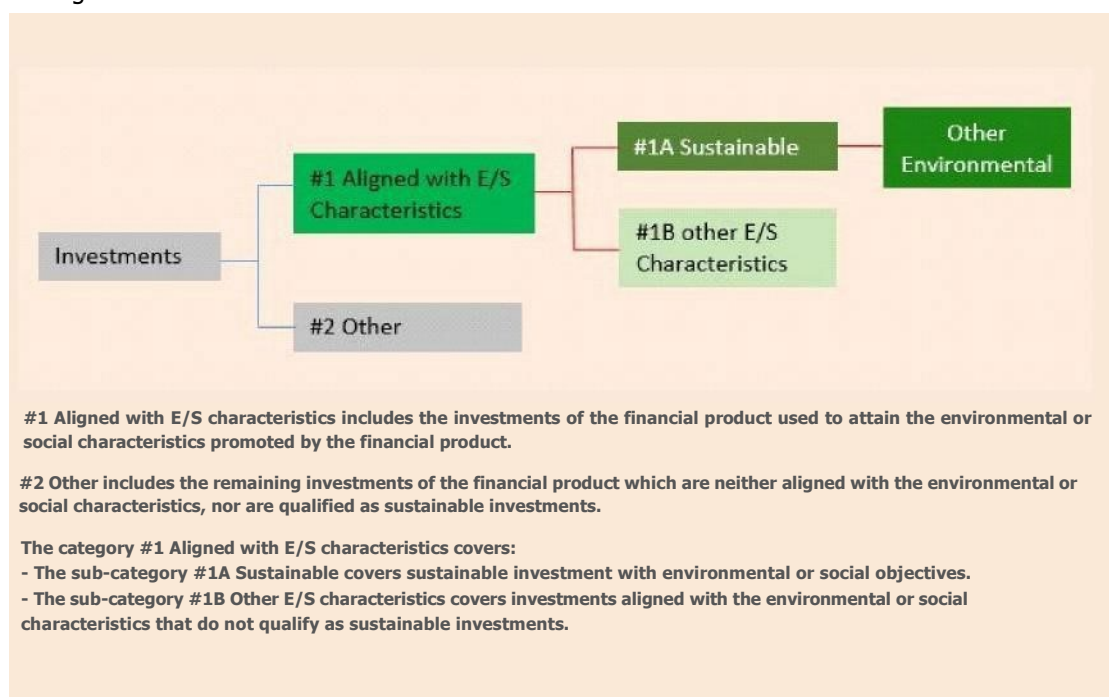 Other
Environmental
#1A Sustainable
#1 Aligned with E/S
Characteristics
#1B other E/S
Characteristics
Investments
#2 Other
#1 Aligned with E/S characteristics includes the investments of the financial product used to attain the environmental or
social characteristics promoted by the financial product.
#2 Other includes the remaining investments of the financial product which are neither aligned with the environmental or
social characteristics, nor are qualified as sustainable investments.
The category #1 Aligned with E/S characteristics covers:
- The sub-category #1A Sustainable covers sustainable investment with environmental or social objectives.
- The sub-category #1B Other E/S characteristics covers investments aligned with the environmental or social
characteristics that do not qualify as sustainable investments.